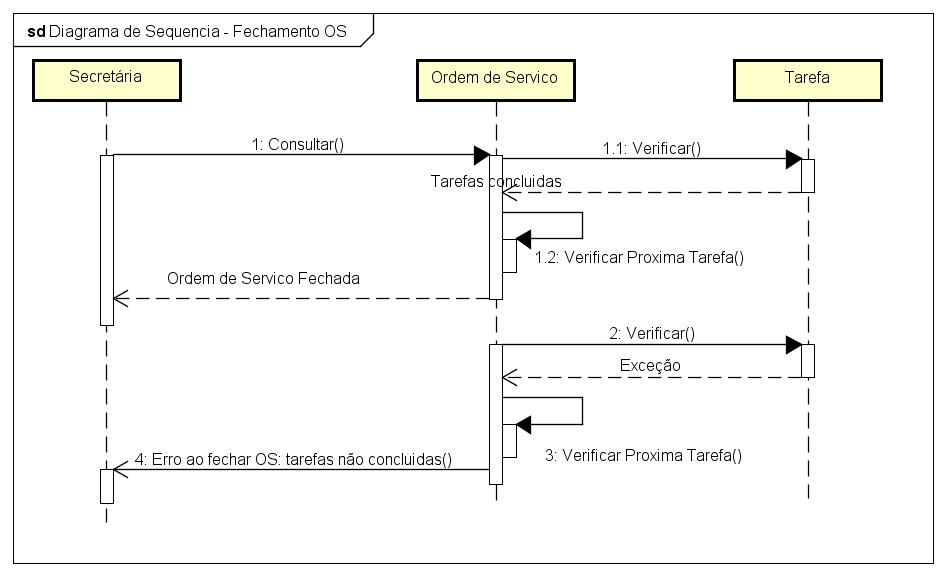 sd Diagrama de Sequencia - Fechamento OS
Secretária
Ordem de Servico
Tarefa
1: Consultar()
1.1: Verificar()
Tarefas concluidas
1.2: Verificar Proxima Tarefa()
Ordem de Servico Fechada
2: Verificar()
Exceção
3: Verificar Proxima Tarefa()
4: Erro ao fechar OS: tarefas não concluidas()